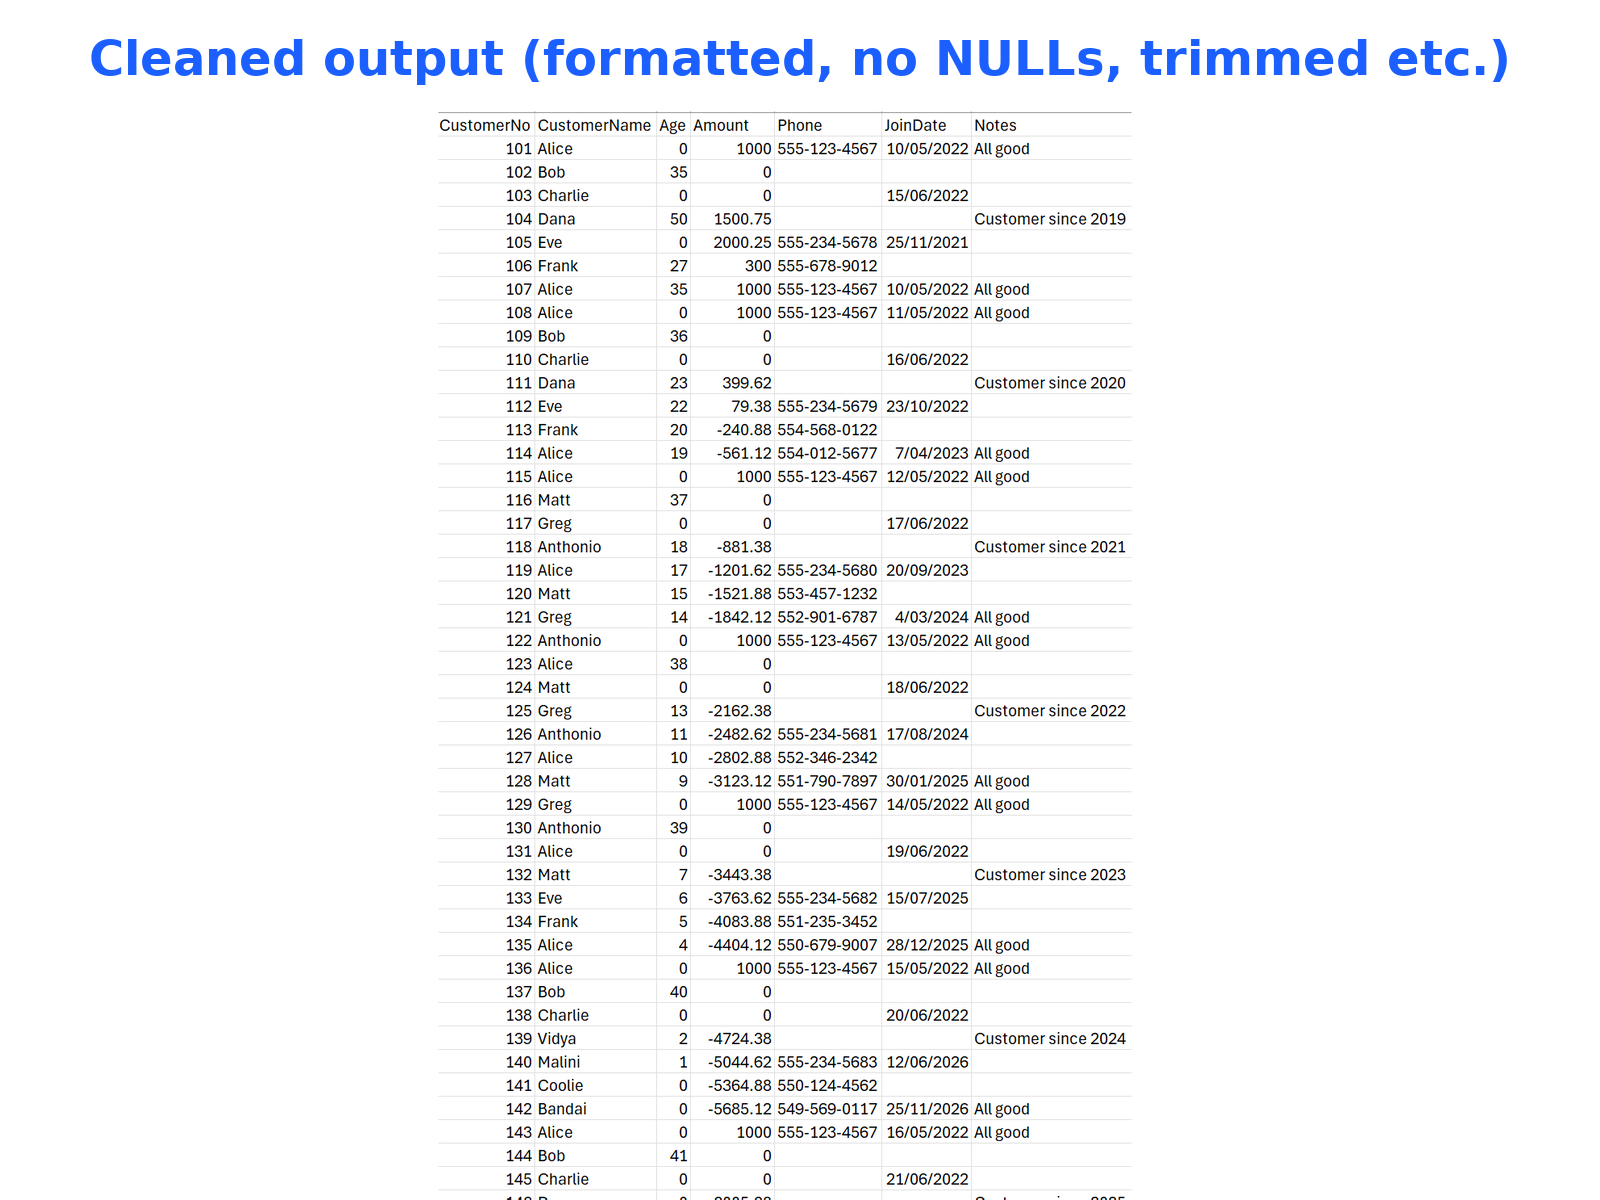 Cleaned output (formatted, no NULLs, trimmed etc.)
CustomerNo CustomerName Age Amount Phone JoinDate Notes
101 Alice 0 1000 555-123-4567 10/05/2022 All good
102 Bob 35 0
103 Charlie 0 0 15/06/2022
104 Dana 50 1500.75 Customer since 2019
105 Eve 0 2000.25 555-234-5678 25/11/2021
106 Frank 27 300 555-678-9012
107 Alice 35 1000 555-123-4567 10/05/2022 All good
108 Alice 0 1000 555-123-4567 11/05/2022 All good
109 Bob 36 0
110 Charlie 0 0 16/06/2022
111 Dana 23 399.62 Customer since 2020
112 Eve 22 79.38 555-234-5679 23/10/2022
113 Frank 20 -240.88 554-568-0122
114 Alice 19 -561.12 554-012-5677 7/04/2023 All good
115 Alice 0 1000 555-123-4567 12/05/2022 All good
116 Matt 37 0
117 Greg 0 0 17/06/2022
118 Anthonio 18 -881.38 Customer since 2021
119 Alice 17 -1201.62 555-234-5680 20/09/2023
120 Matt 15 -1521.88 553-457-1232
121 Greg 14 -1842.12 552-901-6787 4/03/2024 All good
122 Anthonio 0 1000 555-123-4567 13/05/2022 All good
123 Alice 38 0
124 Matt 0 0 18/06/2022
125 Greg 13 -2162.38 Customer since 2022
126 Anthonio 11 -2482.62 555-234-5681 17/08/2024
127 Alice 10 -2802.88 552-346-2342
128 Matt 9 -3123.12 551-790-7897 30/01/2025 All good
129 Greg 0 1000 555-123-4567 14/05/2022 All good
130 Anthonio 39 0
131 Alice 0 0 19/06/2022
132 Matt 7 -3443.38 Customer since 2023
133 Eve 6 -3763.62 555-234-5682 15/07/2025
134 Frank 5 -4083.88 551-235-3452
135 Alice 4 -4404.12 550-679-9007 28/12/2025 All good
136 Alice 0 1000 555-123-4567 15/05/2022 All good
137 Bob 40 0
138 Charlie 0 0 20/06/2022
139 Vidya 2 -4724.38 Customer since 2024
140 Malini 1 -5044.62 555-234-5683 12/06/2026
141 Coolie 0 -5364.88 550-124-4562
142 Bandai 0 -5685.12 549-569-0117 25/11/2026 All good
143 Alice 0 1000 555-123-4567 16/05/2022 All good
144 Bob 41 0
145 Charlie 0 0 21/06/2022